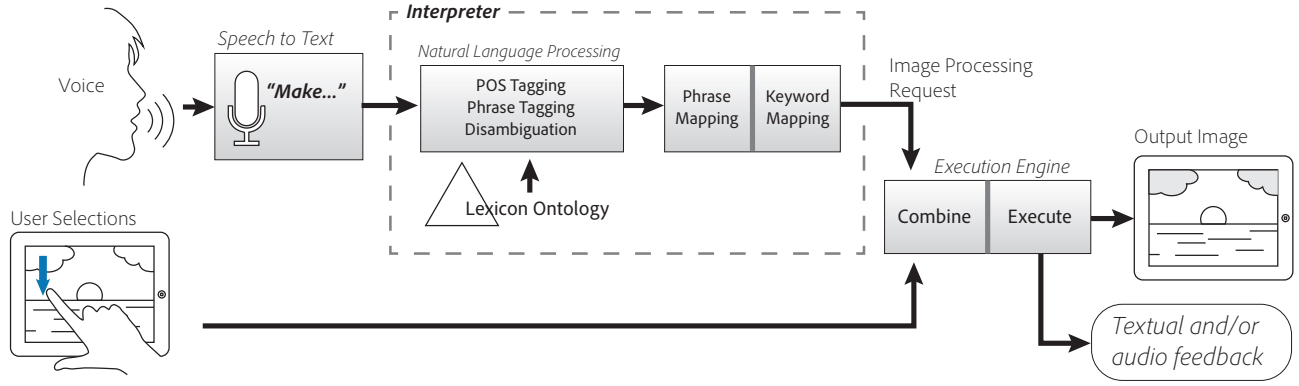 Interpreter
Speech to Text
Voice
"Make..."
Natural Language Processing
POS Tagging
Phrase Tagging
Disambiguation
Lexicon Ontology
Phrase
Mapping
Keyword
Mapping
Image Processing
Request
Execution Engine
Combine
Execute
Output Image
User Selections
Textual and/or
audio feedback